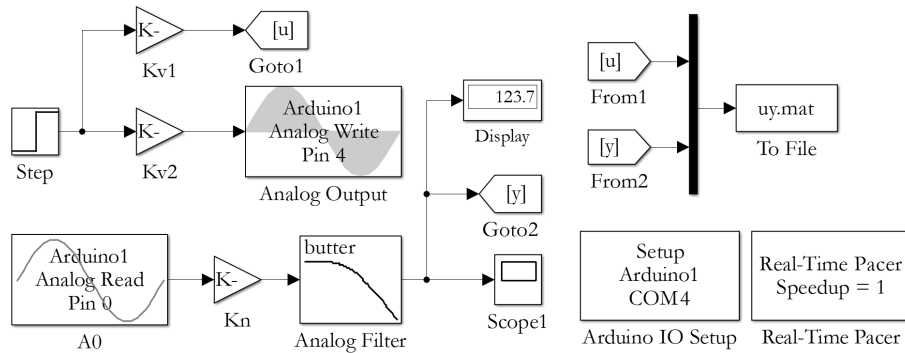 K-
Kv1
[u]
Goto1
Step
K-
Kv2
Arduino1
Analog Write
Pin 4
Analog Output
123.7
Display
[y]
Goto2
[u]
From1
[y]
From2
uy.mat
To File
Arduino1
Analog Read
Pin 0
A0
K-
Kn
butter
Analog Filter
Scope1
Setup
Arduino1
COM4
Arduino IO Setup
Real-Time Pacer
Speedup = 1
Real-Time Pacer